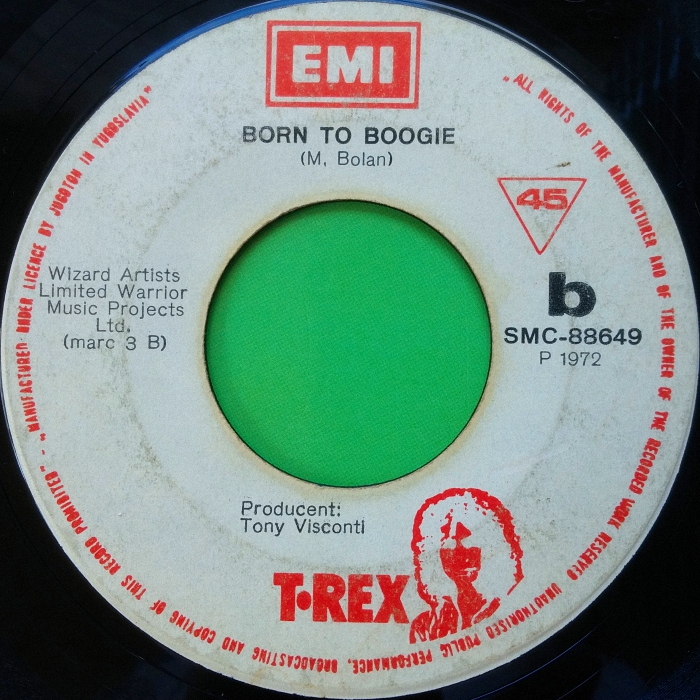 EMI
BORN TO BOOGIE
(M. Bolan)
45
Wizard Artists
Limited Warrior
Music Projects
Ltd.
(marc 3 B)
b
SMC-88649
P 1972
Producent:
Tony Visconti
T·REX
"ALL RIGHTS OF THE MANUFACTURER AND OF THE OWNER OF THE RECORDED WORK RESERVED UNAUTHORISED PUBLIC PERFORMANCE, BROADCASTING AND COPYING OF THIS RECORD PROHIBITED" - "MANUFACTURED UNDER LICENCE BY JUGOTON IN YUGOSLAVIA"